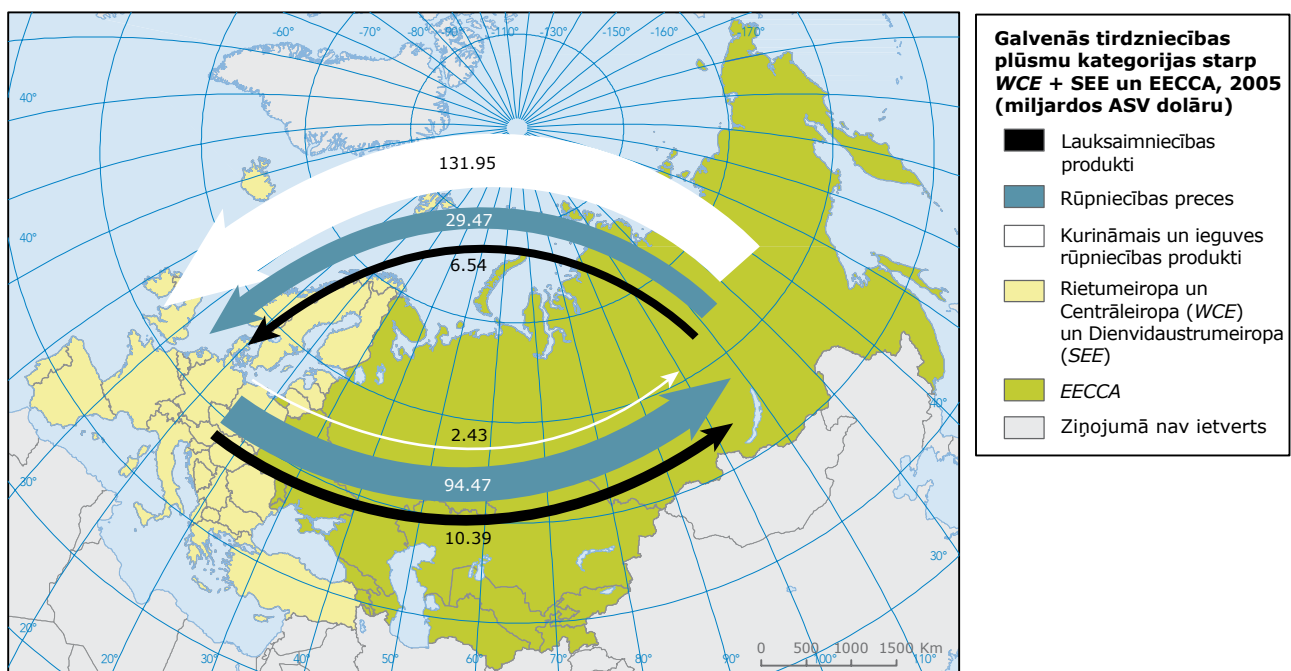 -60°
-70°
-80°
-90°
-110°
-130°
-150°
-160°
-170°
40°
40°
30°
20°
131.95
29.47
6.54
2.43
94.47
10.39
40°
30°
20°
30°
40°
50°
60°
70°
80°
90°
100°
110°
0 500 1000 1500 Km
Galvenās tirdzniecības
plūsmu kategorijas starp
WCE + SEE un EECCA, 2005
(miljardos ASV dolāru)
Lauksaimniecības
produkti
Rūpniecības preces
Kurināmais un ieguves
rūpniecības produkti
Rietumeiropa un
Centrāleiropa (WCE)
un Dienvidaustrumeiropa
(SEE)
EECCA
Ziņojumā nav ietverts